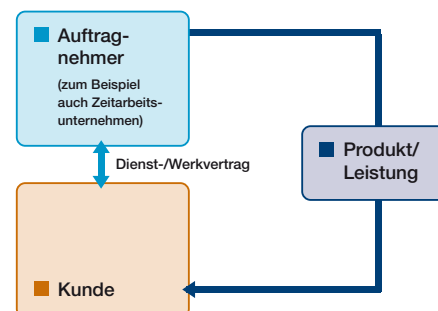 Auftrag-
nehmer
(zum Beispiel
auch Zeitarbeits-
unternehmen)
Dienst-/Werkvertrag
Produkt/
Leistung
Kunde